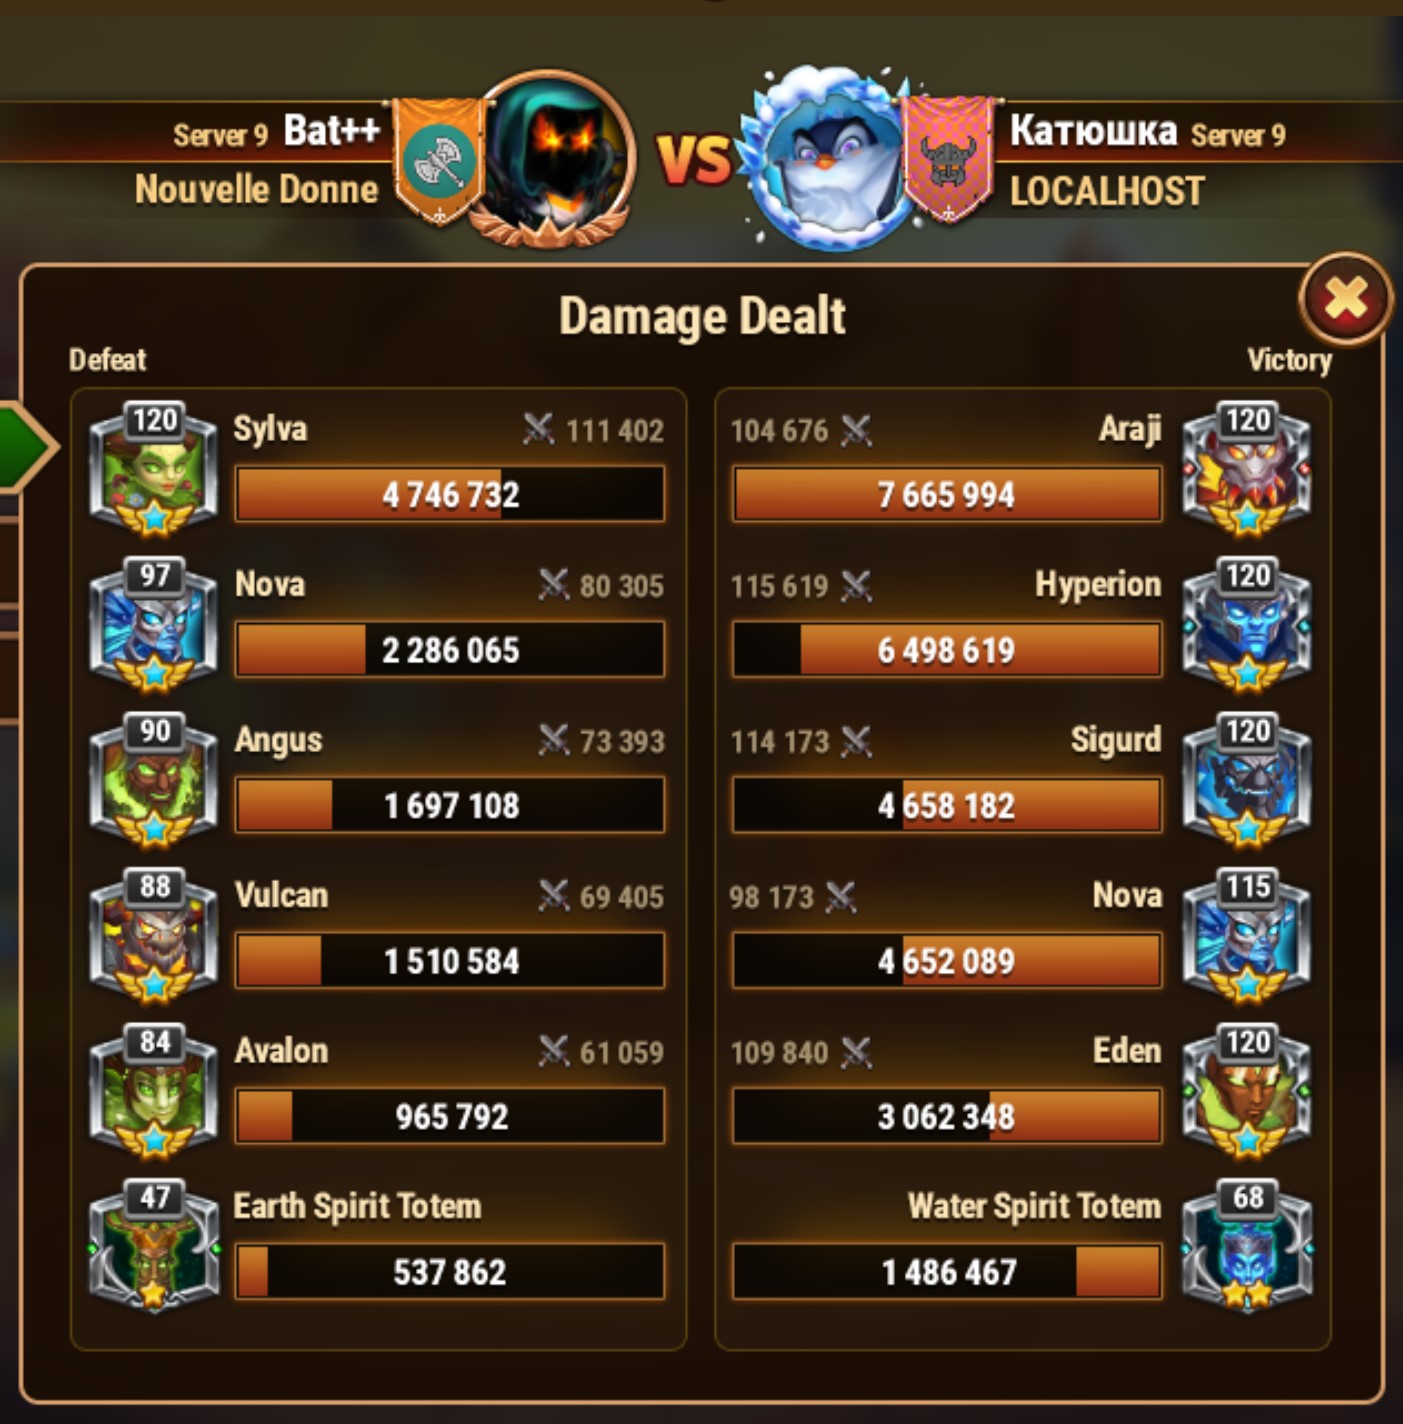 Server 9 Bat++
Nouvelle Donne
VS
Катюшка Server 9
LOCALHOST
Damage Dealt
Defeat
Victory
120
Sylva
111 402
4 746 732
97
Nova
80 305
2 286 065
90
Angus
73 393
1 697 108
88
Vulcan
69 405
1 510 584
84
Avalon
61 059
965 792
47
Earth Spirit Totem
537 862
104 676
Araji
120
7 665 994
115 619
Hyperion
120
6 498 619
114 173
Sigurd
120
4 658 182
98 173
Nova
115
4 652 089
109 840
Eden
120
3 062 348
Water Spirit Totem
68
1 486 467